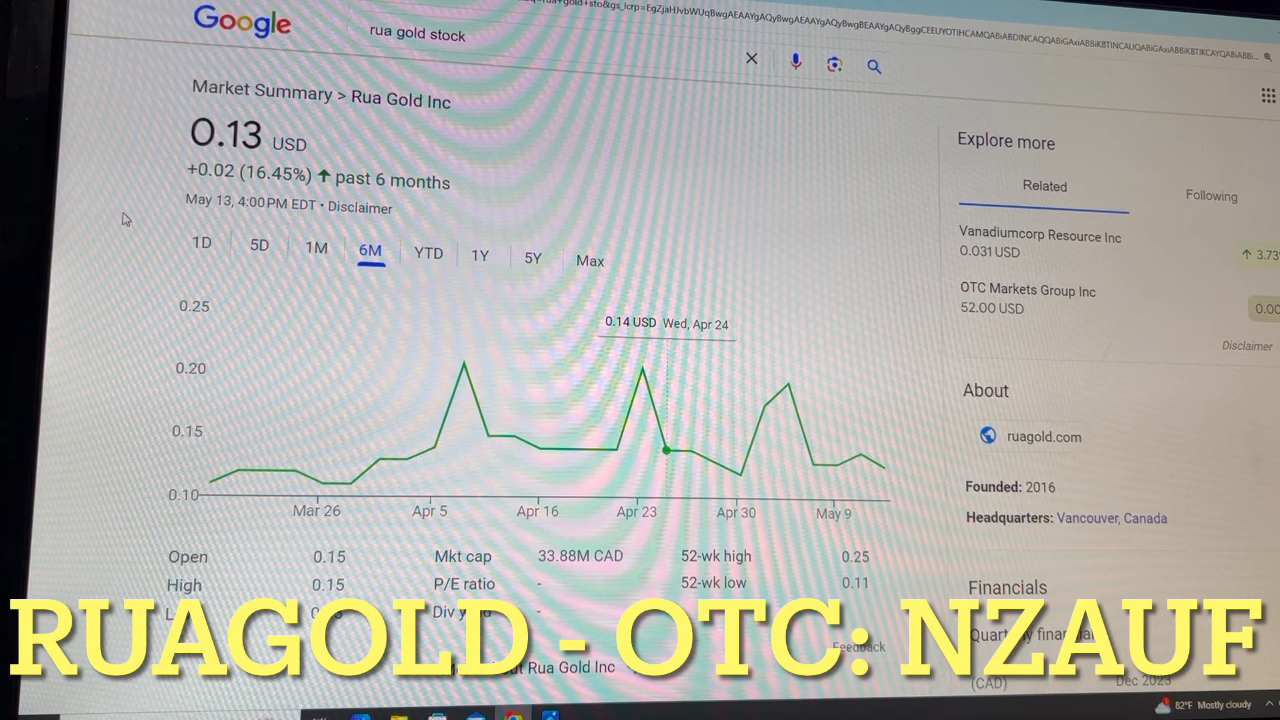 Google
rua gold stock
Market Summary > Rua Gold Inc
0.13 USD
+0.02 (16.45%) ↑ past 6 months
May 13, 4:00 PM EDT • Disclaimer
1D 5D 1M 6M YTD 1Y 5Y Max
0.25
0.20
0.15
0.10
0.14 USD Wed, Apr 24
Mar 26 Apr 5 Apr 16 Apr 23 Apr 30 May 9
Open 0.15 Mkt cap 33.88M CAD 52-wk high 0.25
High 0.15 P/E ratio - 52-wk low 0.11
Div -
Rua Gold Inc
Feedback
Explore more
Related Following
Vanadiumcorp Resource Inc
0.031 USD ↑ 3.73
OTC Markets Group Inc
52.00 USD 0.00
Disclaimer
About
ruagold.com
Founded: 2016
Headquarters: Vancouver, Canada
Financials
(CAD) Dec 2023
RUAGOLD - OTC: NZAUF
82°F Mostly cloudy